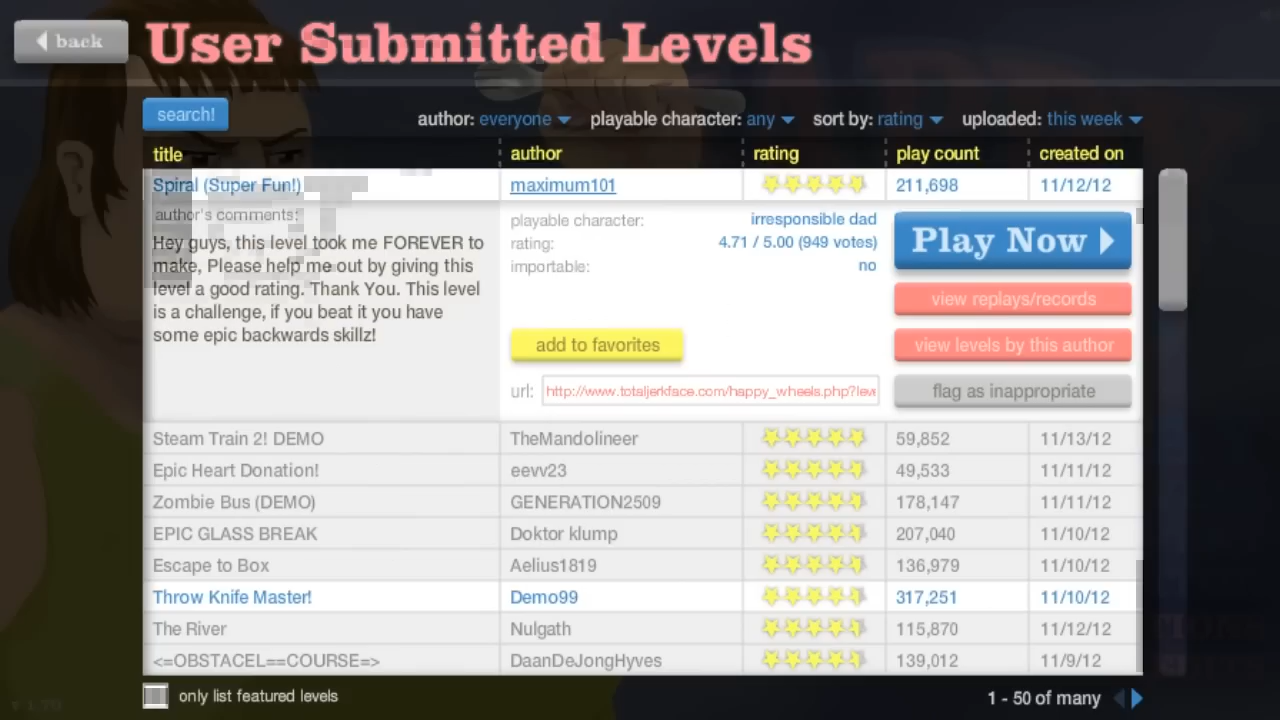 back
User Submitted Levels
search!
author: everyone playable character: any sort by: rating uploaded: this week
title author rating play count created on
Spiral (Super Fun!) maximum101 211,698 11/12/12
author's comments:
Hey guys, this level took me FOREVER to
make, Please help me out by giving this
level a good rating. Thank You. This level
is a challenge, if you beat it you have
some epic backwards skillz!
playable character: irresponsible dad
rating: 4.71 / 5.00 (949 votes)
importable: no
add to favorites
url: http://www.totaljerkface.com/happy_wheels.php?lev
Play Now
view replays/records
view levels by this author
flag as inappropriate
Steam Train 2! DEMO TheMandolineer 59,852 11/13/12
Epic Heart Donation! eevv23 49,533 11/11/12
Zombie Bus (DEMO) GENERATION2509 178,147 11/11/12
EPIC GLASS BREAK Doktor klump 207,040 11/10/12
Escape to Box Aelius1819 136,979 11/10/12
Throw Knife Master! Demo99 317,251 11/10/12
The River Nulgath 115,870 11/12/12
<=OBSTACEL==COURSE=> DaanDeJongHyves 139,012 11/9/12
only list featured levels
1 - 50 of many